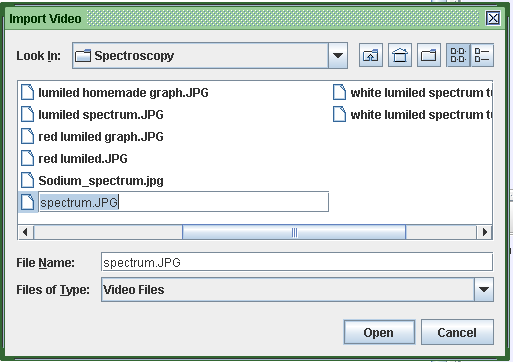 Import Video
Look In: Spectroscopy
lumiled homemade graph.JPG
lumiled spectrum.JPG
red lumiled graph.JPG
red lumiled.JPG
Sodium_spectrum.jpg
spectrum.JPG
white lumiled spectrum
white lumiled spectrum
File Name: spectrum.JPG
Files of Type: Video Files
Open Cancel